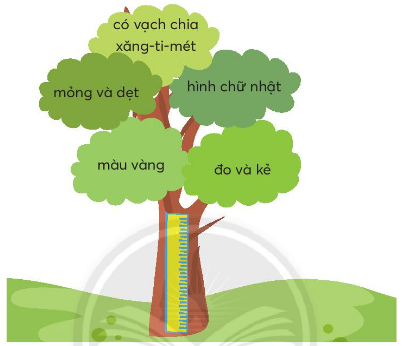 có vạch chia
xăng-ti-mét
mỏng và dẹt
hình chữ nhật
màu vàng
đo và kẻ